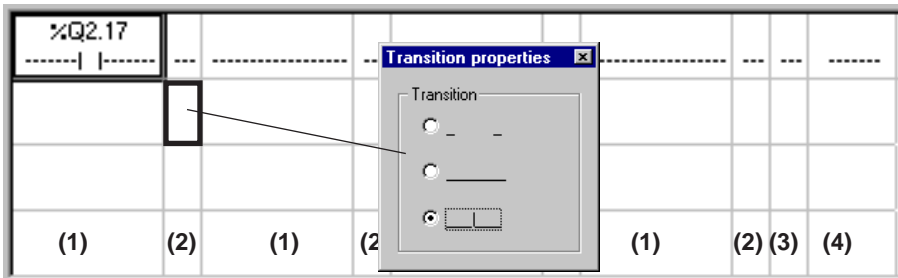 %Q2.17
Transition properties
Transition
(1) (2) (1) (2 (1) (2) (3) (4)